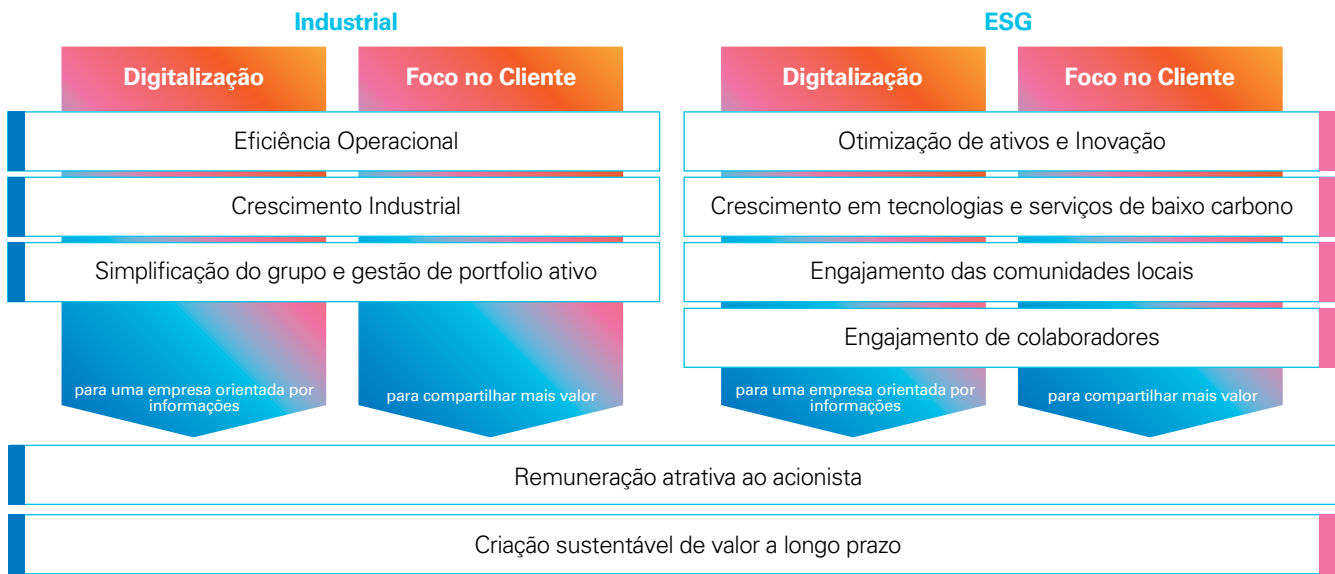 Industrial
Digitalização
Foco no Cliente
Eficiência Operacional
Crescimento Industrial
Simplificação do grupo e gestão de portfolio ativo
para uma empresa orientada por
informações
para compartilhar mais valor
ESG
Digitalização
Foco no Cliente
Otimização de ativos e Inovação
Crescimento em tecnologias e serviços de baixo carbono
Engajamento das comunidades locais
Engajamento de colaboradores
para uma empresa orientada por
informações
para compartilhar mais valor
Remuneração atrativa ao acionista
Criação sustentável de valor a longo prazo